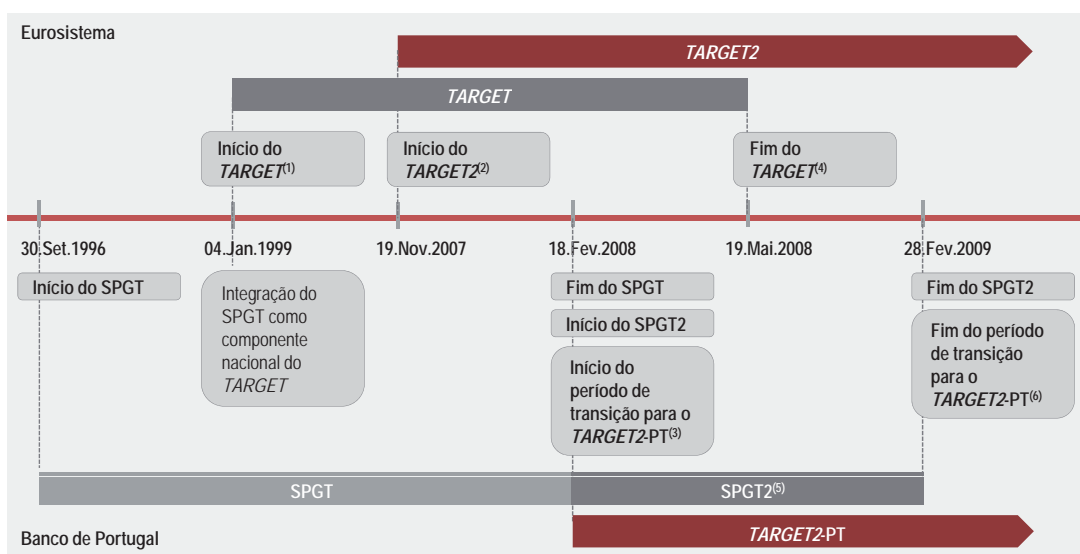 Eurosistema
TARGET2
TARGET
Início do
TARGET(1)
Início do
TARGET2(2)
Fim do
TARGET(4)
30.Set.1996
04.Jan.1999
19.Nov.2007
18.Fev.2008
19.Mai.2008
28.Fev.2009
Início do SPGT
Integração do
SPGT como
componente
nacional do
TARGET
Fim do SPGT
Início do SPGT2
Início do
período de
transição para o
TARGET2-PT(3)
Fim do SPGT2
Fim do período
de transição
para o
TARGET2-PT(6)
SPGT
SPGT2(5)
TARGET2-PT
Banco de Portugal